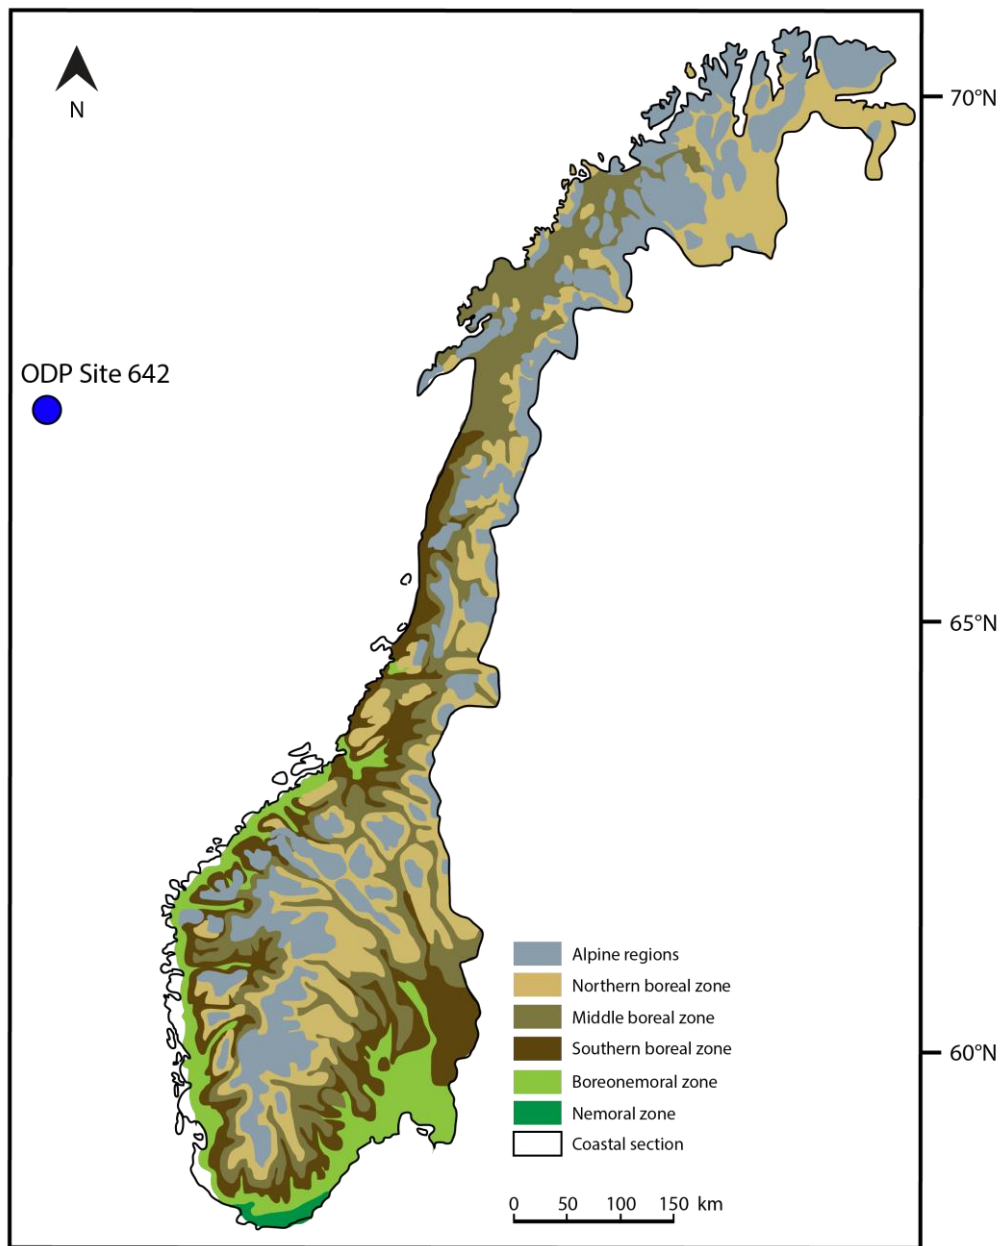 N
70°N
ODP Site 642
65°N
Alpine regions
Northern boreal zone
Middle boreal zone
Southern boreal zone
60°N
Boreonemoral zone
Nemoral zone
Coastal section
0 50 100 150 km